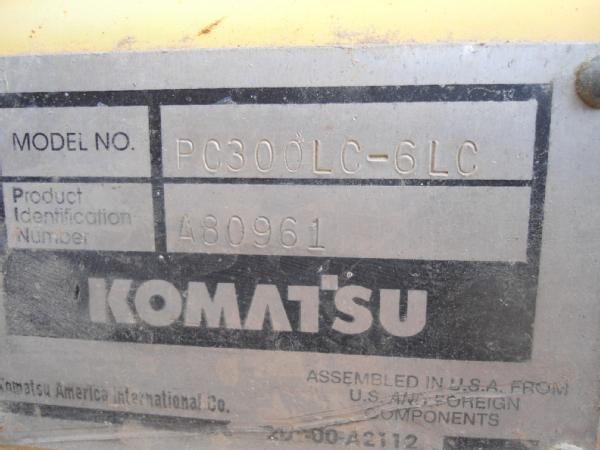 MODEL NO. PC300LC-6LC
Product
Identification
Number A80961
KOMATSU
Komatsu America International Co.
ASSEMBLED IN U.S.A. FROM
U.S. AND FOREIGN
COMPONENTS